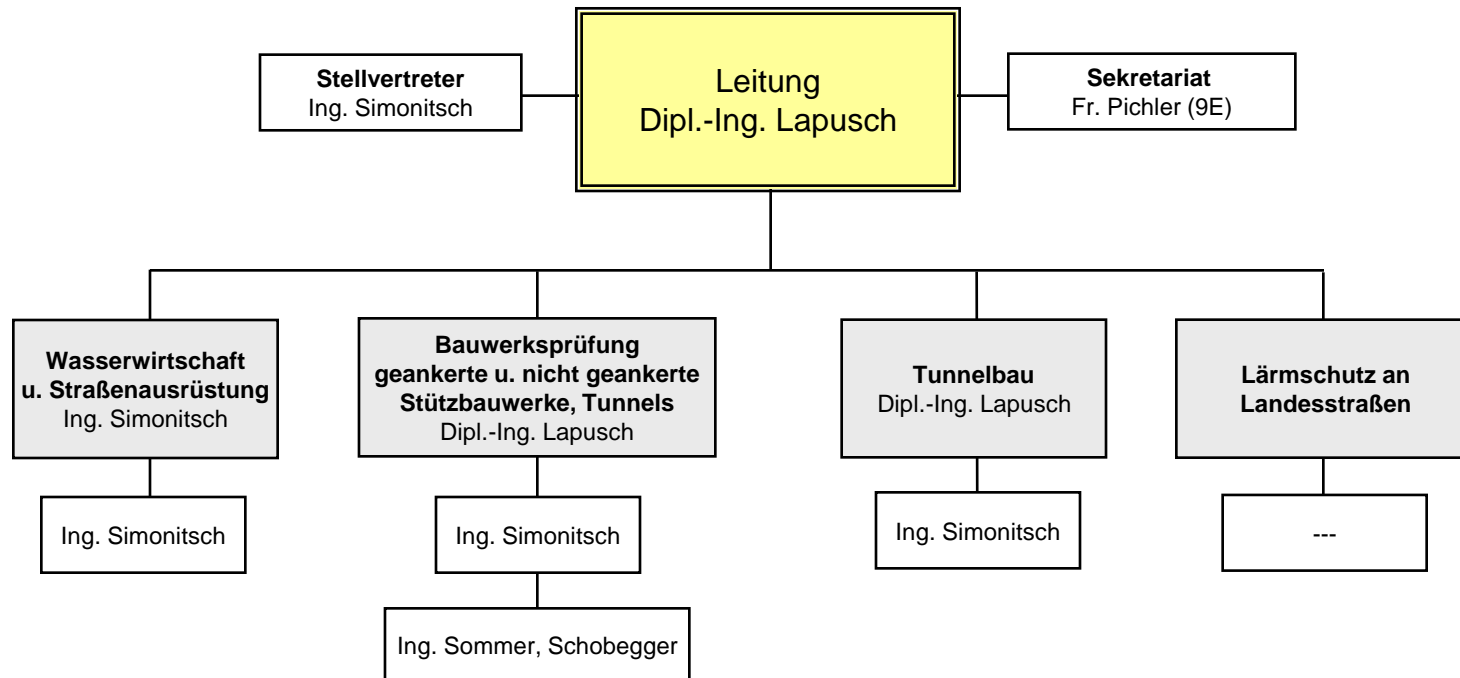 Leitung
Dipl.-Ing. Lapusch
Stellvertreter
Ing. Simonitsch
Sekretariat
Fr. Pichler (9E)
Wasserwirtschaft
u. Straßenausrüstung
Ing. Simonitsch
Bauwerksprüfung
geankerte u. nicht geankerte
Stützbauwerke, Tunnels
Dipl.-Ing. Lapusch
Tunnelbau
Dipl.-Ing. Lapusch
Lärmschutz an
Landesstraßen
Ing. Simonitsch
Ing. Simonitsch
Ing. Simonitsch
---
Ing. Sommer, Schobegger